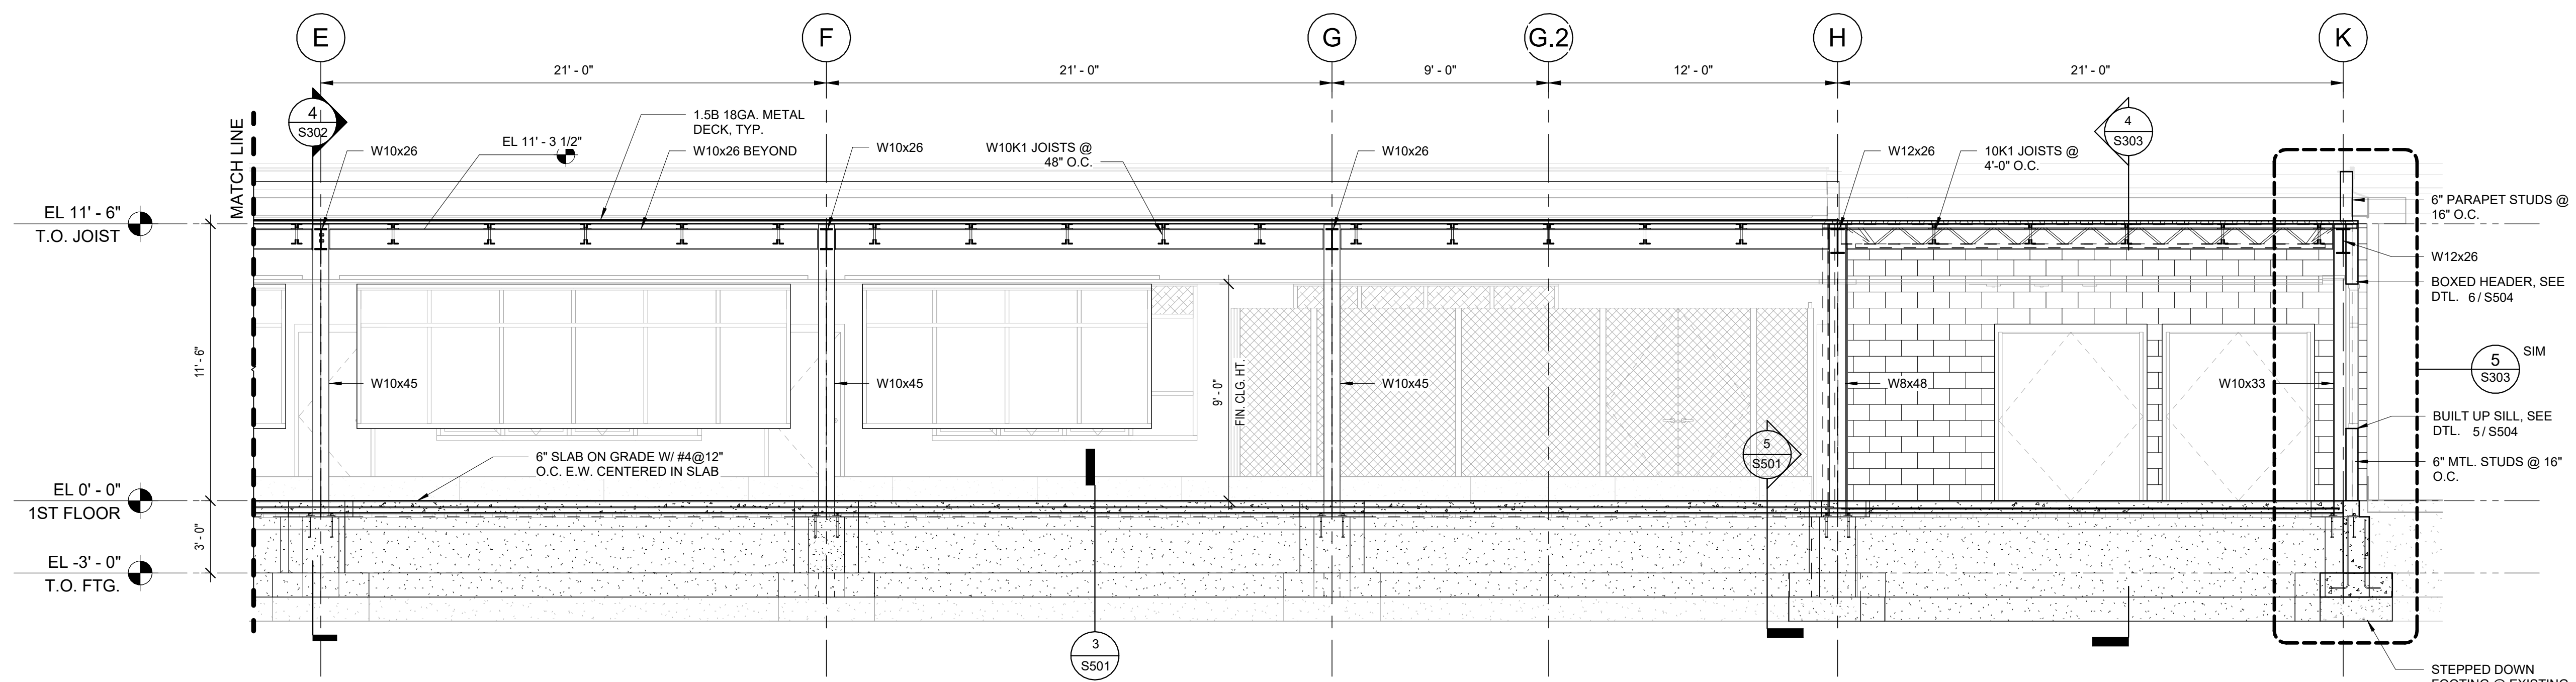 E
F
G
G.2
H
K
21' - 0"
21' - 0"
9' - 0"
12' - 0"
21' - 0"
4
S302
MATCH LINE
1.5B 18GA. METAL
DECK, TYP.
EL 11' - 3 1/2"
W10x26
W10x26 BEYOND
W10x26
W10K1 JOISTS @
48" O.C.
W10x26
W12x26
10K1 JOISTS @
4'-0" O.C.
4
S303
EL 11' - 6"
T.O. JOIST
6" PARAPET STUDS @
16" O.C.
W12x26
BOXED HEADER, SEE
DTL. 6 / S504
11' - 6"
W10x45
W10x45
9' - 0"
FIN. CLG. HT.
W10x45
W8x48
W10x33
5
S303
SIM
BUILT UP SILL, SEE
DTL. 5 / S504
6" MTL. STUDS @ 16"
O.C.
5
S501
6" SLAB ON GRADE W/ #4@12"
O.C. E.W. CENTERED IN SLAB
EL 0' - 0"
1ST FLOOR
3' - 0"
EL -3' - 0"
T.O. FTG.
3
S501
STEPPED DOWN
FOOTING @ EXISTING